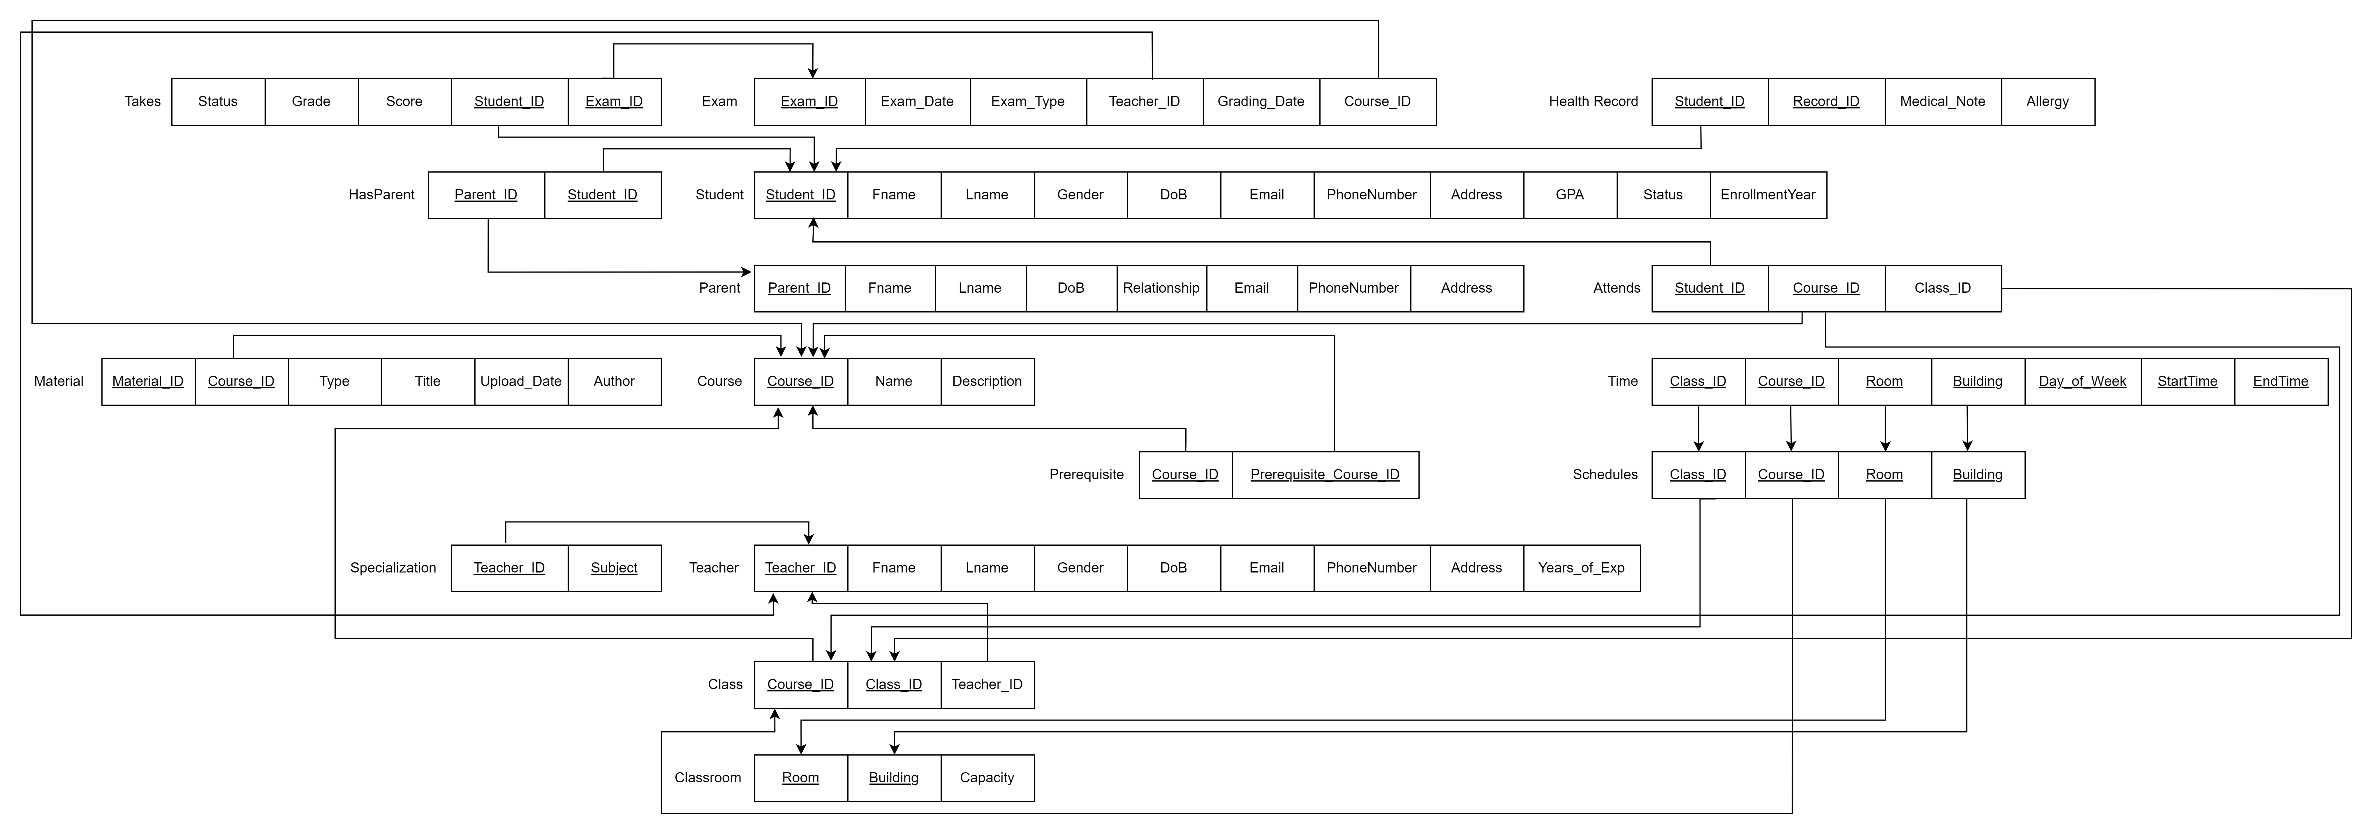 Takes Status Grade Score Student_ID Exam_ID Exam Exam_ID Exam_Date Exam_Type Teacher_ID Grading_Date Course_ID Health Record Student_ID Record_ID Medical_Note Allergy
HasParent Parent_ID Student_ID Student Student_ID Fname Lname Gender DoB Email PhoneNumber Address GPA Status EnrollmentYear
Parent Parent_ID Fname Lname DoB Relationship Email PhoneNumber Address Attends Student_ID Course_ID Class_ID
Material Material_ID Course_ID Type Title Upload_Date Author Course Course_ID Name Description Time Class_ID Course_ID Room Building Day_of_Week StartTime EndTime
Prerequisite Course_ID Prerequisite_Course_ID Schedules Class_ID Course_ID Room Building
Specialization Teacher_ID Subject Teacher Teacher_ID Fname Lname Gender DoB Email PhoneNumber Address Years_of_Exp
Class Course_ID Class_ID Teacher_ID
Classroom Room Building Capacity